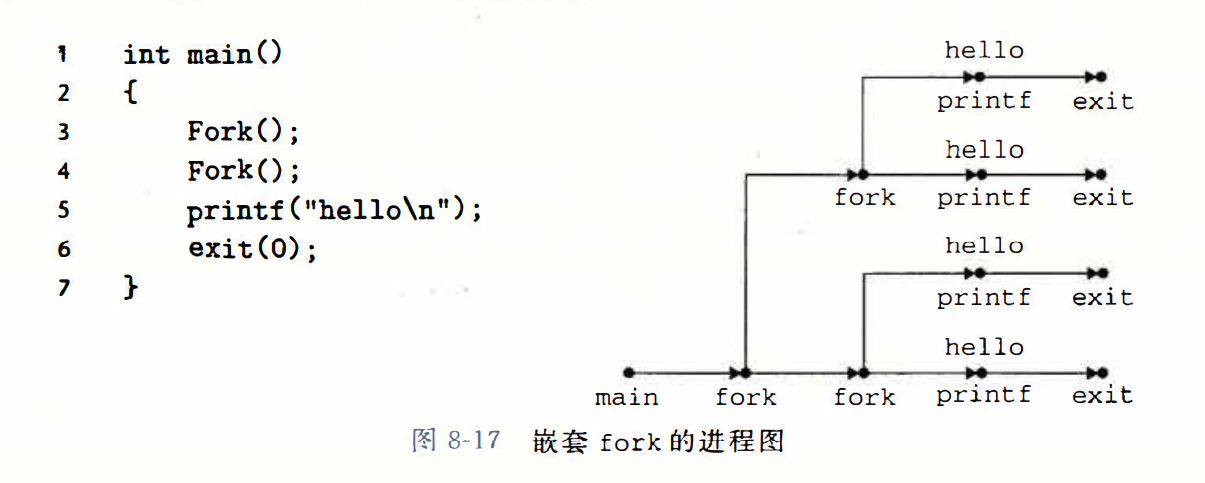 1 int main()
2 {
3 Fork();
4 Fork();
5 printf("hello\n");
6 exit(0);
7 }
hello
printf exit
hello
fork printf exit
hello
printf exit
hello
main fork fork printf exit
图 8-17 嵌套 fork 的进程图